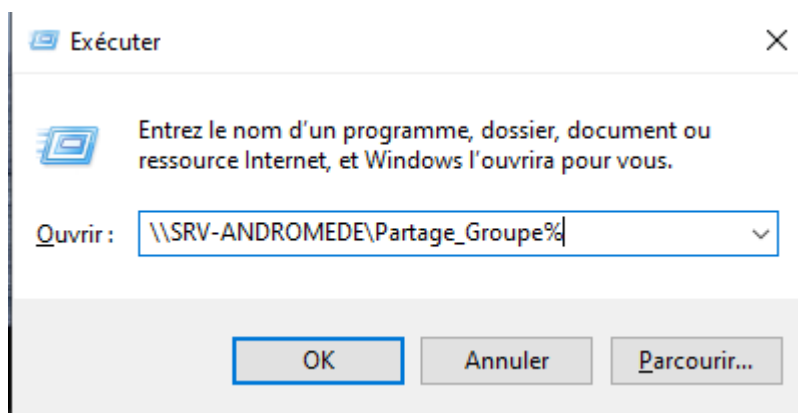 Exécuter
Entrez le nom d'un programme, dossier, document ou
ressource Internet, et Windows l'ouvrira pour vous.
Ouvrir : \\SRV-ANDROMEDE\Partage_Groupe%
OK Annuler Parcourir...